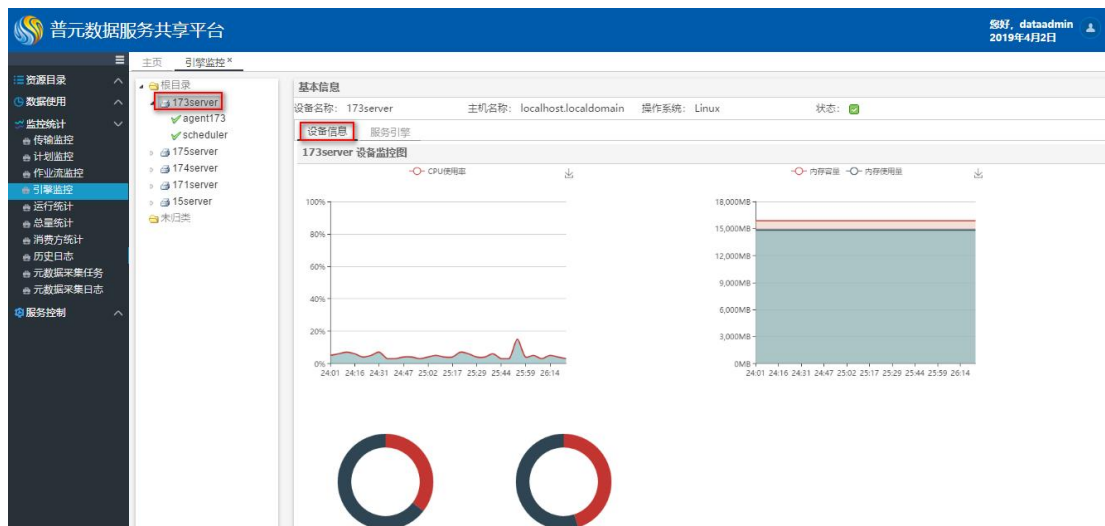 普元数据服务共享平台
您好, dataadmin
2019年4月2日
主页 引擎监控×
资源目录
数据使用
监控统计
传输监控
计划监控
作业流监控
引擎监控
运行统计
总量统计
消费方统计
历史日志
元数据采集任务
元数据采集日志
服务控制
根目录
173server
agent173
scheduler
175server
174server
171server
15server
未归类
基本信息
设备名称: 173server 主机名称: localhost.localdomain 操作系统: Linux 状态:
设备信息 服务引擎
173server 设备监控图
CPU使用率
100%
80%
60%
40%
20%
0%
24:01 24:16 24:31 24:47 25:02 25:17 25:29 25:44 25:59 26:14
内存容量 内存使用量
18,000MB
15,000MB
12,000MB
9,000MB
6,000MB
3,000MB
0MB
24:01 24:16 24:31 24:47 25:02 25:17 25:29 25:44 25:59 26:14